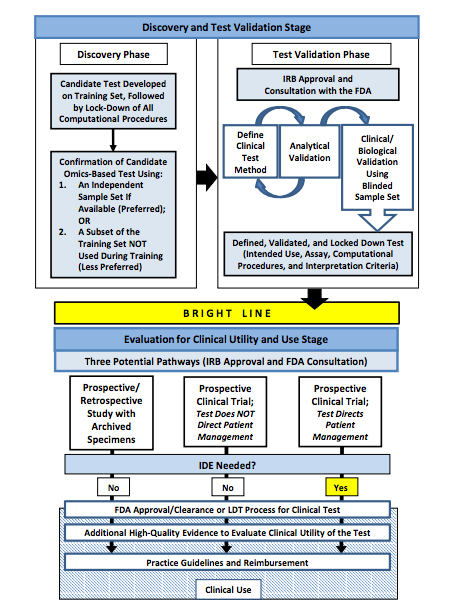 Discovery and Test Validation Stage
Discovery Phase
Candidate Test Developed
on Training Set, Followed
by Lock-Down of All
Computational Procedures
Confirmation of Candidate
Omics-Based Test Using:
1. An Independent
Sample Set If
Available (Preferred);
OR
2. A Subset of the
Training Set NOT
Used During Training
(Less Preferred)
Test Validation Phase
IRB Approval and
Consultation with the FDA
Define
Clinical
Test
Method
Analytical
Validation
Clinical/
Biological
Validation
Using
Blinded
Sample Set
Defined, Validated, and Locked Down Test
(Intended Use, Assay, Computational
Procedures, and Interpretation Criteria)
BRIGHT LINE
Evaluation for Clinical Utility and Use Stage
Three Potential Pathways (IRB Approval and FDA Consultation)
Prospective/
Retrospective
Study with
Archived
Specimens
Prospective
Clinical Trial;
Test Does NOT
Direct Patient
Management
Prospective
Clinical Trial;
Test Directs
Patient
Management
IDE Needed?
No
No
Yes
FDA Approval/Clearance or LDT Process for Clinical Test
Additional High-Quality Evidence to Evaluate Clinical Utility of the Test
Practice Guidelines and Reimbursement
Clinical Use